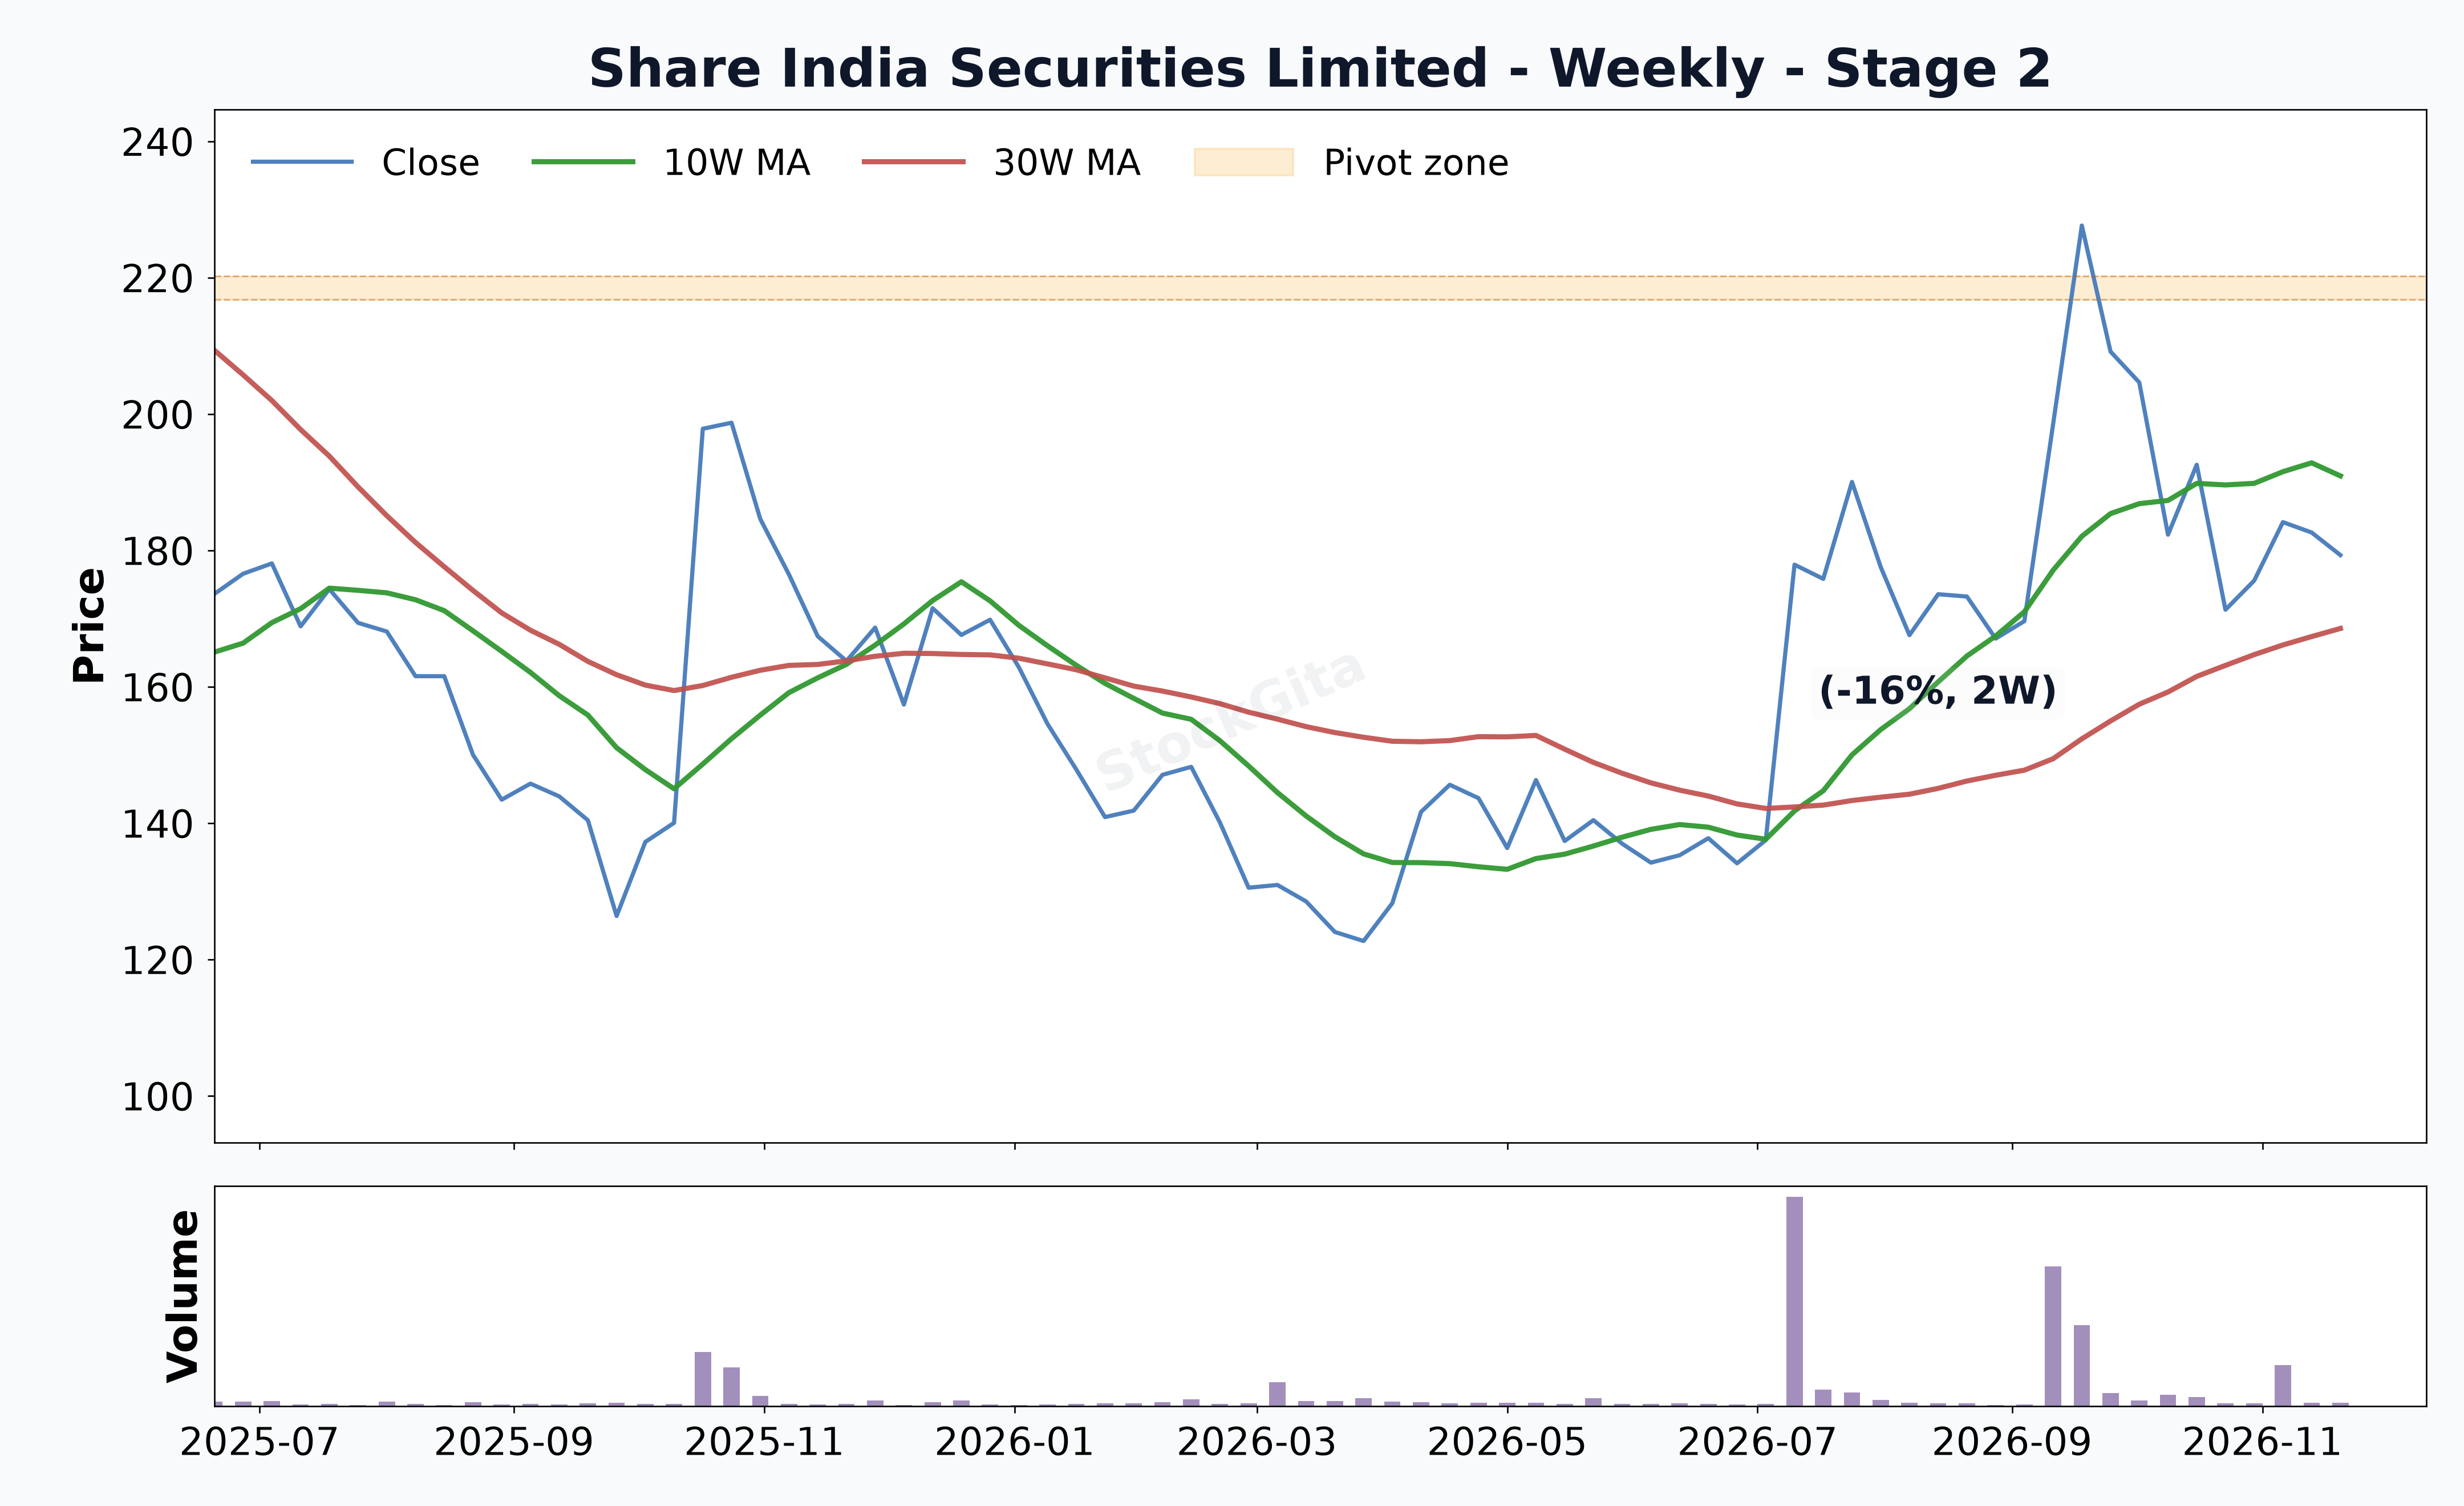 Share India Securities Limited - Weekly - Stage 2
Close 10W MA 30W MA Pivot zone
Price
240
220
200
180
160
140
120
100
(-16%, 2W)
StockGita
Volume
2025-07 2025-09 2025-11 2026-01 2026-03 2026-05 2026-07 2026-09 2026-11